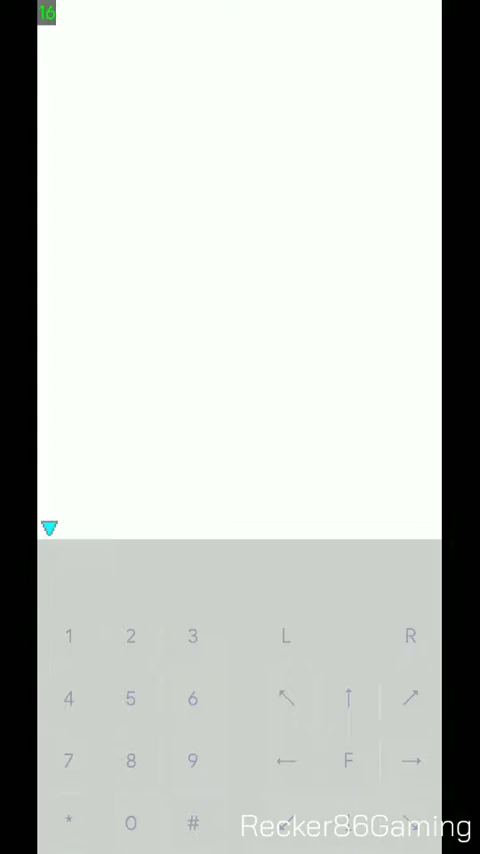 16
1 2 3 L R
4 5 6 ↖ ↑ ↗
7 8 9 ← F →
* 0 # ↙ ↓ ↘
Recker86Gaming